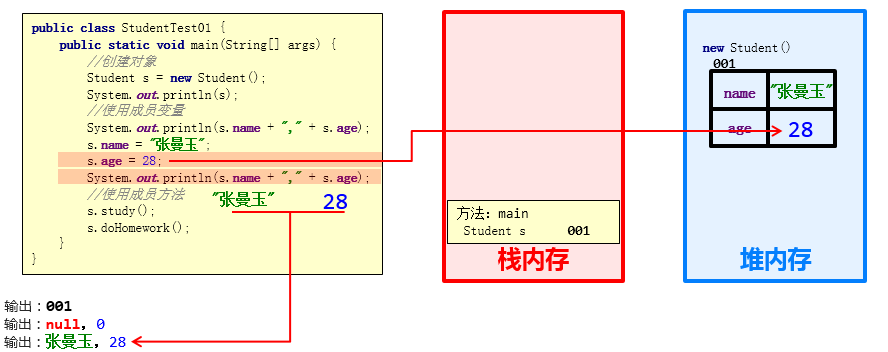 public class StudentTest01 {
public static void main(String[] args) {
//创建对象
Student s = new Student();
System.out.println(s);
//使用成员变量
System.out.println(s.name + "," + s.age);
s.name = "张曼玉";
s.age = 28;
System.out.println(s.name + "," + s.age);
//使用成员方法
"张曼玉" 28
s.study();
s.doHomework();
}
}
输出：001
输出：null，0
输出：张曼玉，28
方法：main
Student s 001
栈内存
new Student()
001
name "张曼玉"
age 28
堆内存